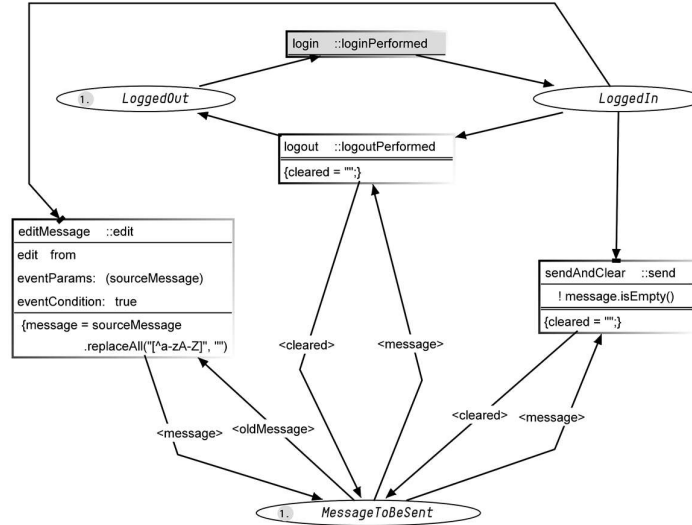 login ::loginPerformed
1. LoggedOut
LoggedIn
logout ::logoutPerformed
{cleared = "";}
editMessage ::edit
edit from
eventParams: (sourceMessage)
eventCondition: true
{message = sourceMessage
.replaceAll("[^a-zA-Z]", "")
sendAndClear ::send
! message.isEmpty()
{cleared = "";}
<cleared>
<message>
<cleared>
<message>
<message>
<oldMessage>
1. MessageToBeSent